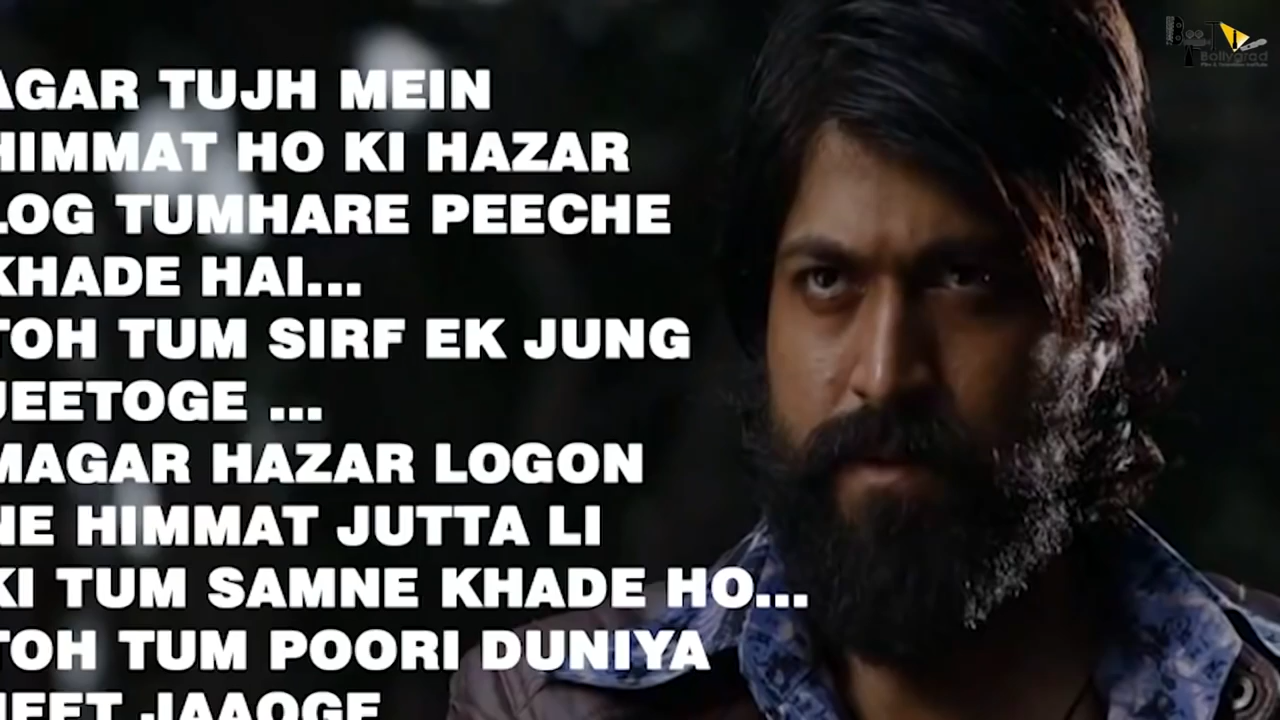 AGAR TUJH MEIN
HIMMAT HO KI HAZAR
LOG TUMHARE PEECHE
KHADE HAI...
TOH TUM SIRF EK JUNG
JEETOGE ...
MAGAR HAZAR LOGON
NE HIMMAT JUTTA LI
KI TUM SAMNE KHADE HO...
TOH TUM POORI DUNIYA
JEET JAAOGE
Bollygrad